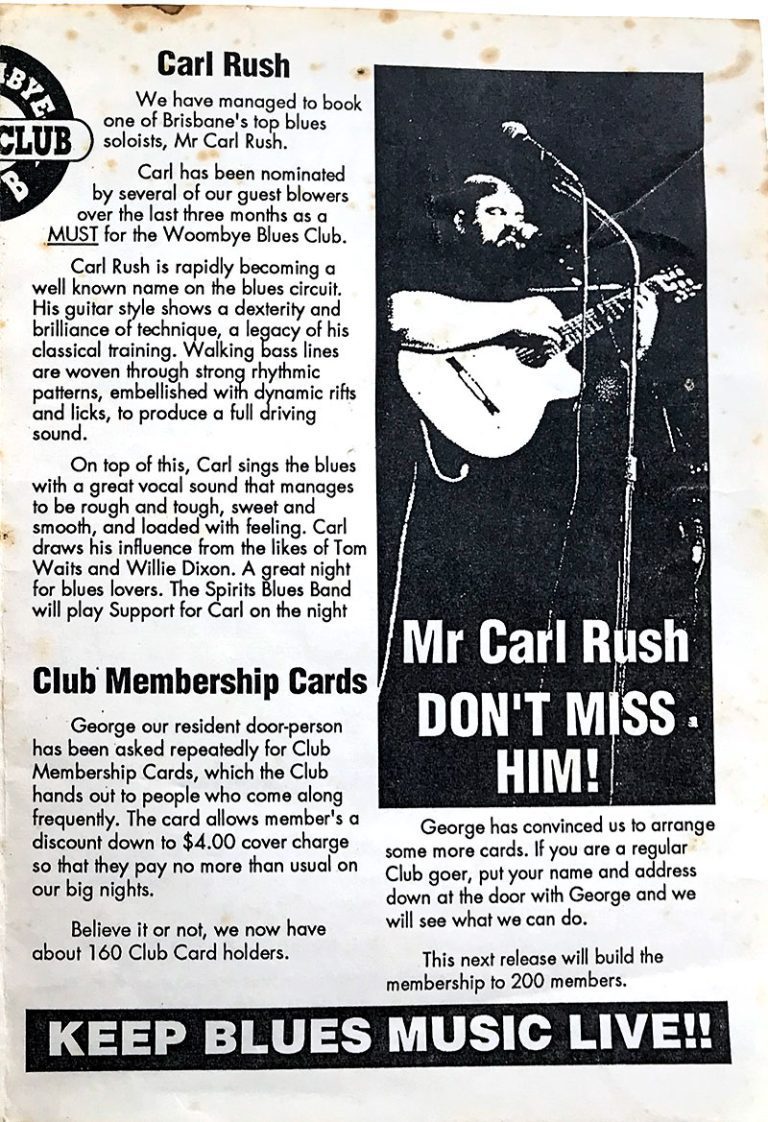 BYE
CLUB
B
Carl Rush
We have managed to book
one of Brisbane's top blues
soloists, Mr Carl Rush.
Carl has been nominated
by several of our guest blowers
over the last three months as a
MUST for the Woombye Blues Club.
Carl Rush is rapidly becoming a
well known name on the blues circuit.
His guitar style shows a dexterity and
brilliance of technique, a legacy of his
classical training. Walking bass lines
are woven through strong rhythmic
patterns, embellished with dynamic rifts
and licks, to produce a full driving
sound.
On top of this, Carl sings the blues
with a great vocal sound that manages
to be rough and tough, sweet and
smooth, and loaded with feeling. Carl
draws his influence from the likes of Tom
Waits and Willie Dixon. A great night
for blues lovers. The Spirits Blues Band
will play Support for Carl on the night
Club Membership Cards
George our resident door-person
has been asked repeatedly for Club
Membership Cards, which the Club
hands out to people who come along
frequently. The card allows member's a
discount down to $4.00 cover charge
so that they pay no more than usual on
our big nights.
Believe it or not, we now have
about 160 Club Card holders.
Mr Carl Rush
DON'T MISS
HIM!
George has convinced us to arrange
some more cards. If you are a regular
Club goer, put your name and address
down at the door with George and we
will see what we can do.
This next release will build the
membership to 200 members.
KEEP BLUES MUSIC LIVE!!